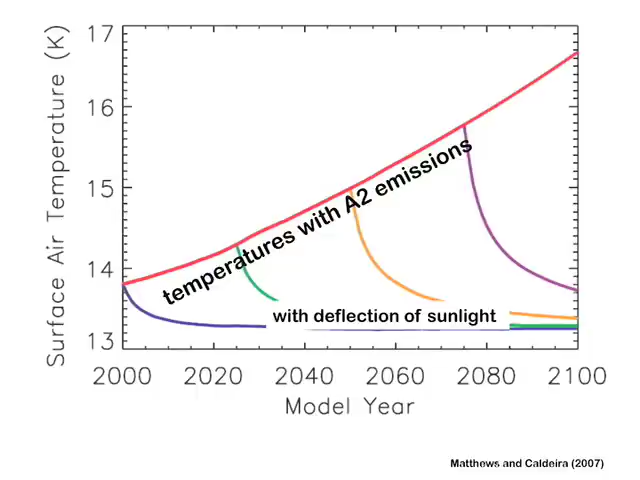 17
16
15
14
13
Surface Air Temperature (K)
temperatures with A2 emissions
with deflection of sunlight
2000 2020 2040 2060 2080 2100
Model Year
Matthews and Caldeira (2007)